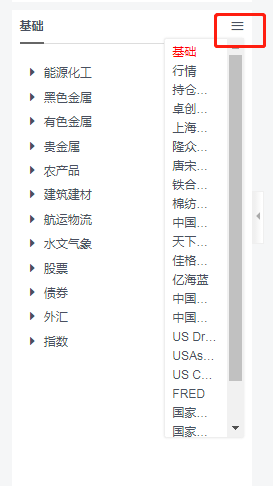 基础
能源化工
黑色金属
有色金属
贵金属
农产品
建筑建材
航运物流
水文气象
股票
债券
外汇
指数
基础
行情
持仓...
卓创...
上海...
隆众...
唐宋...
铁合...
棉纺...
中国...
天下...
佳格...
亿海蓝
中国...
中国...
US Dr...
USAs...
US C...
FRED
国家...
国家...